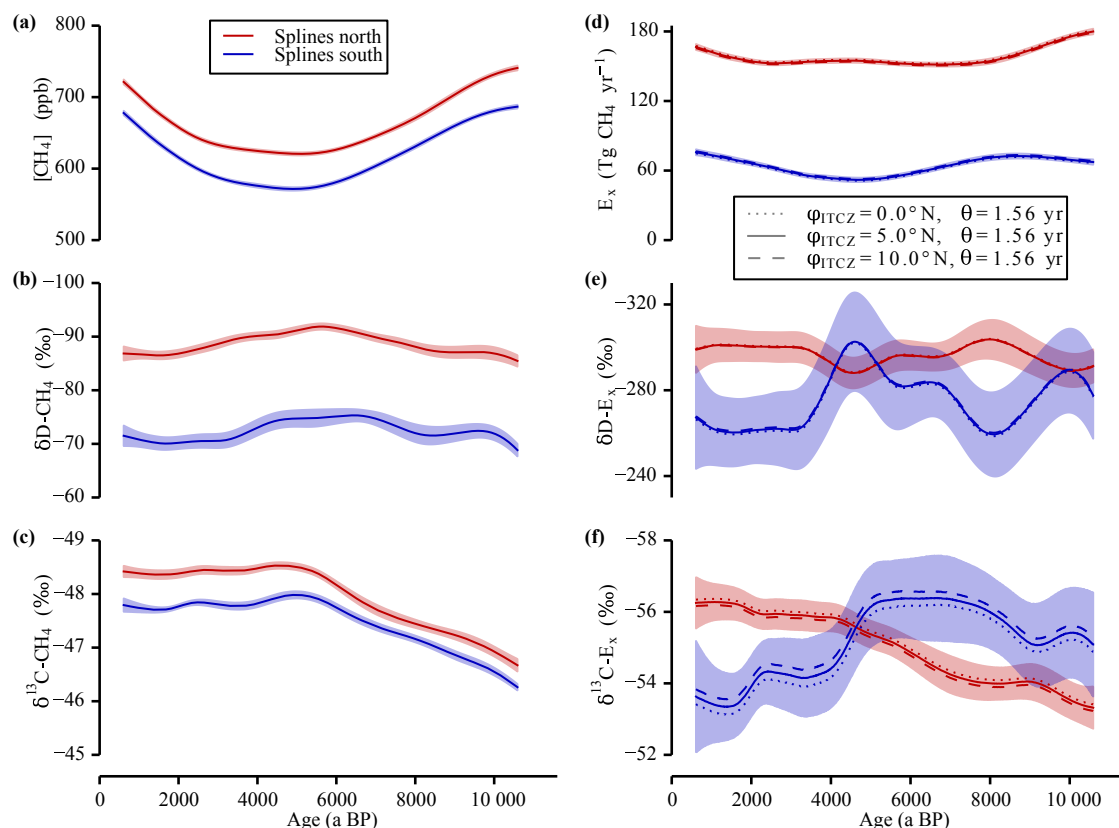 (a)
800
700
600
500
[CH₄] (ppb)
Splines north
Splines south
(b)
−100
−90
−80
−70
−60
δD-CH₄ (‰)
(c)
−49
−48
−47
−46
−45
δ¹³C-CH₄ (‰)
0 2000 4000 6000 8000 10 000
Age (a BP)
(d)
180
120
60
0
Eₓ (Tg CH₄ yr⁻¹)
φ_ITCZ = 0.0° N, θ = 1.56 yr
φ_ITCZ = 5.0° N, θ = 1.56 yr
φ_ITCZ = 10.0° N, θ = 1.56 yr
(e)
−320
−280
−240
δD-Eₓ (‰)
(f)
−58
−56
−54
−52
δ¹³C-Eₓ (‰)
0 2000 4000 6000 8000 10 000
Age (a BP)